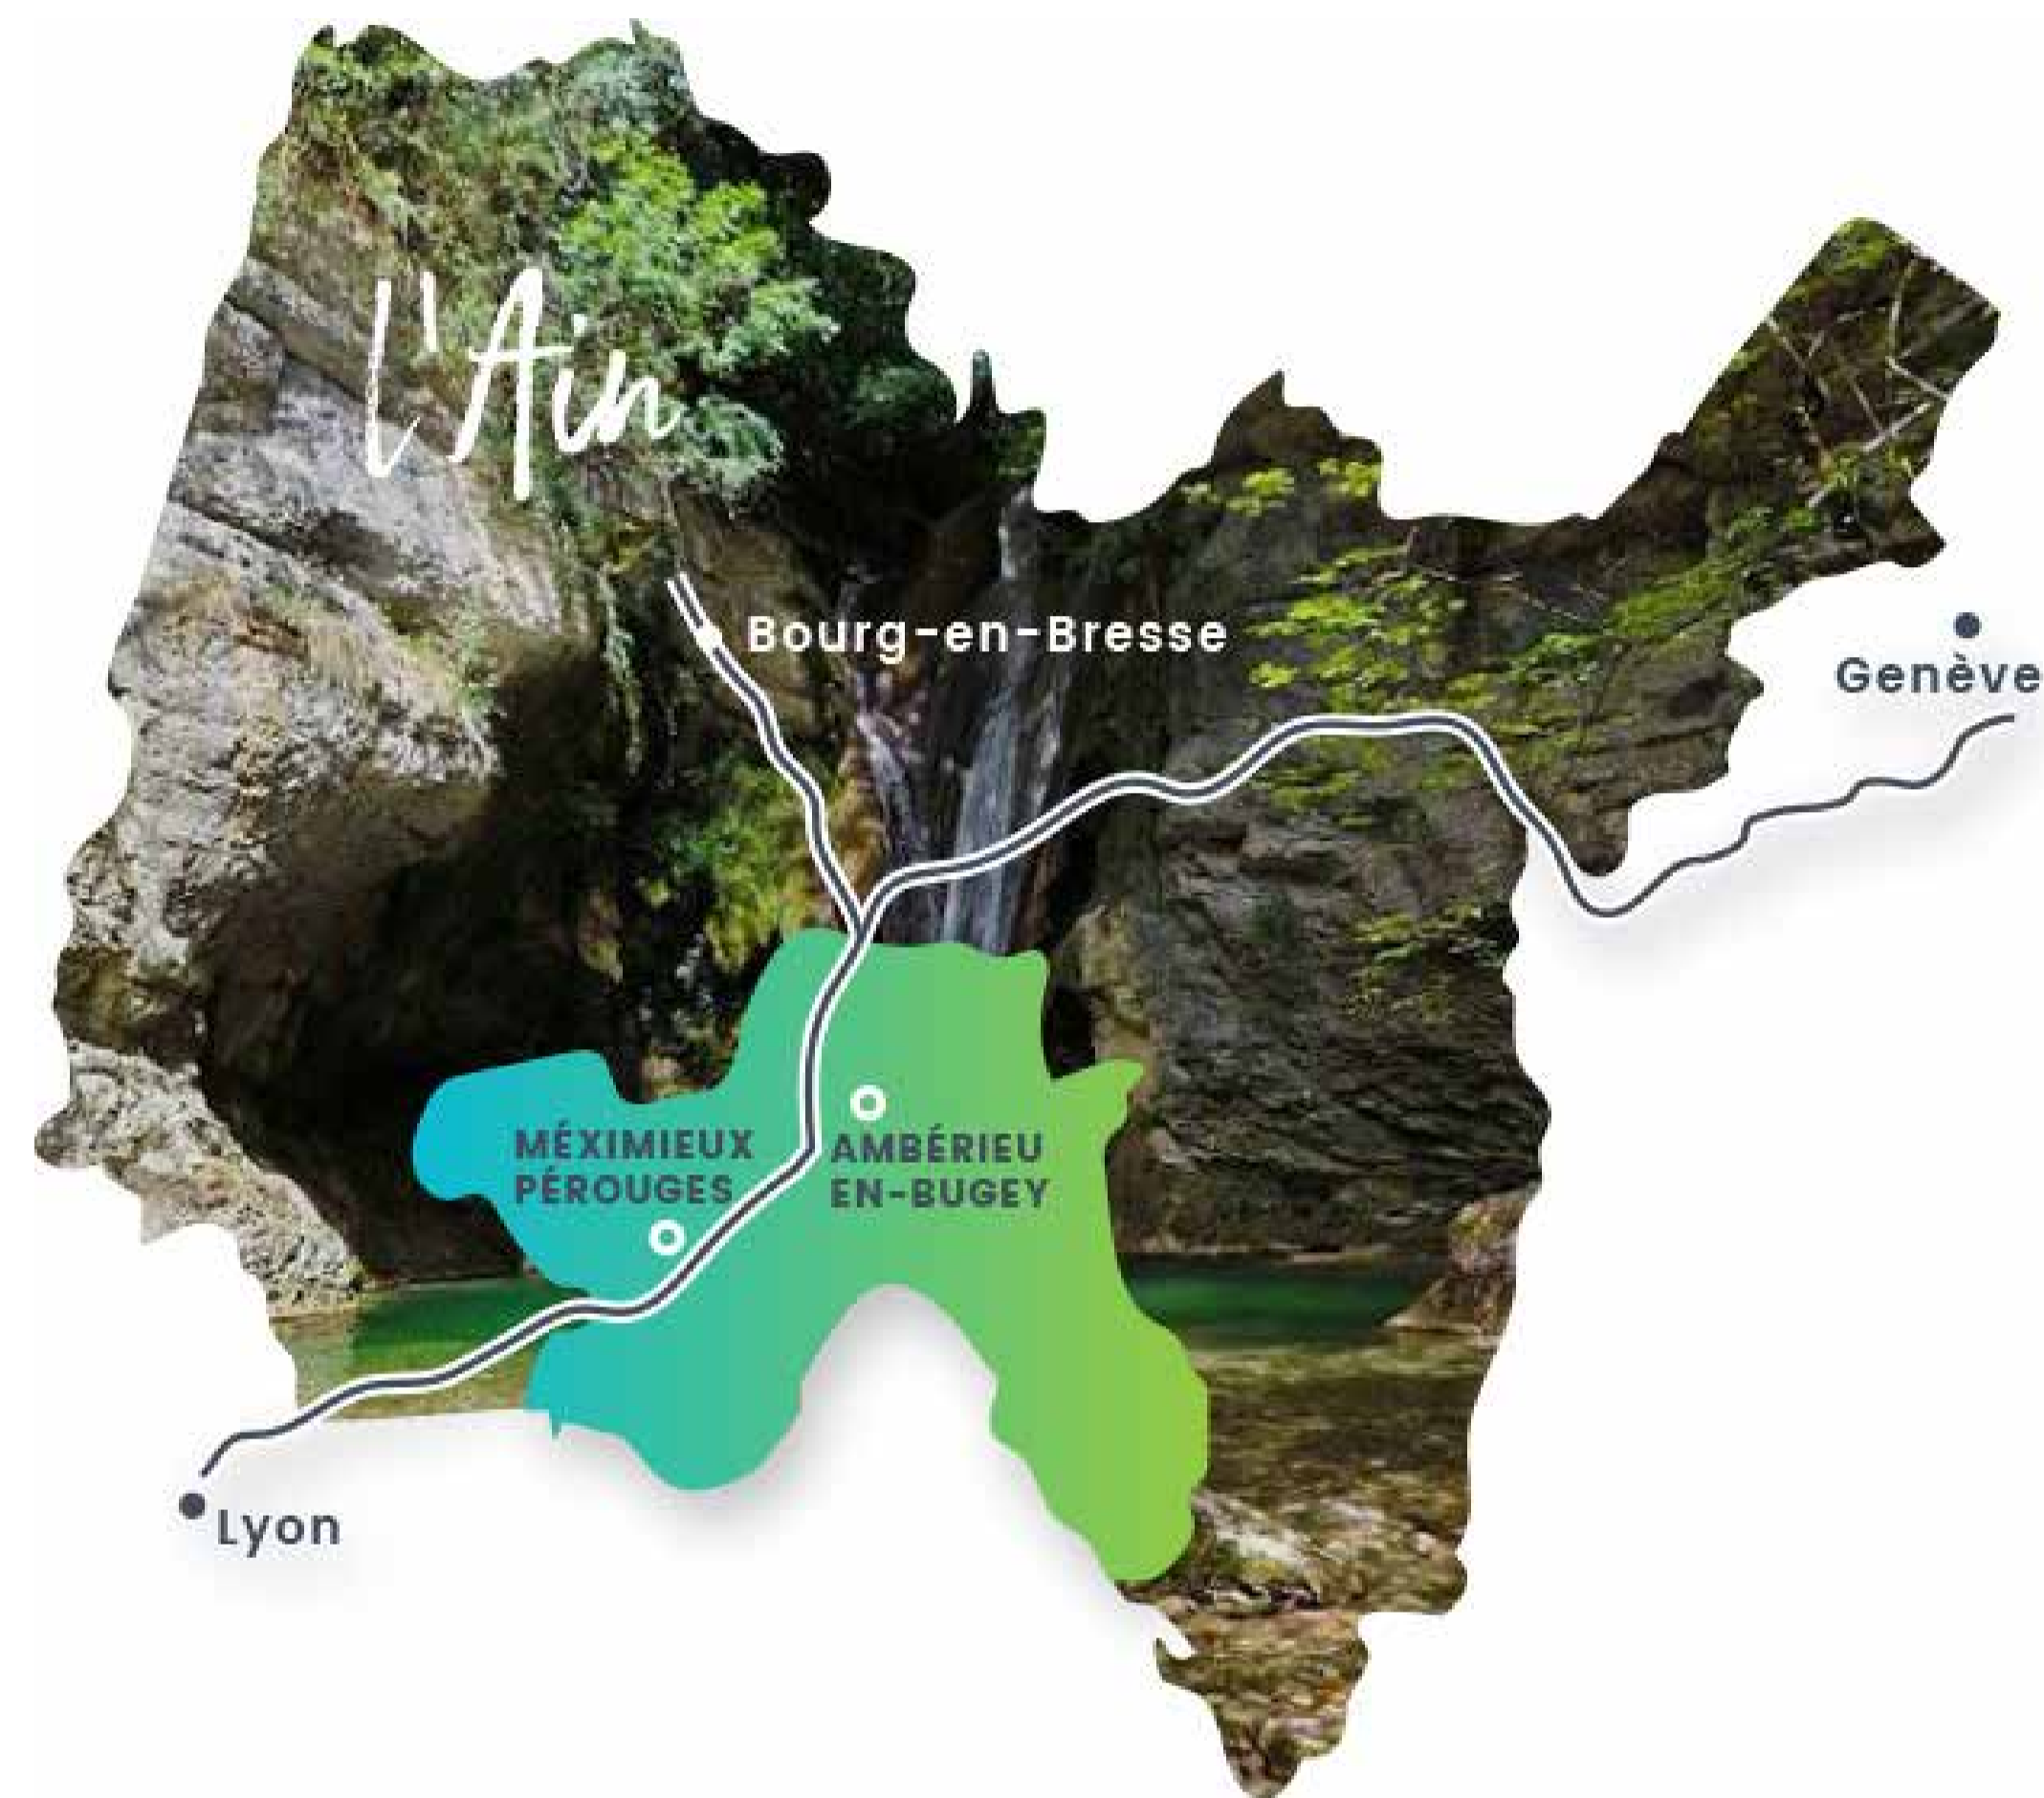 L'Ain
Bourg-en-Bresse
Genève
MÉXIMIEUX
PÉROUGES
AMBÉRIEU
EN-BUGEY
Lyon